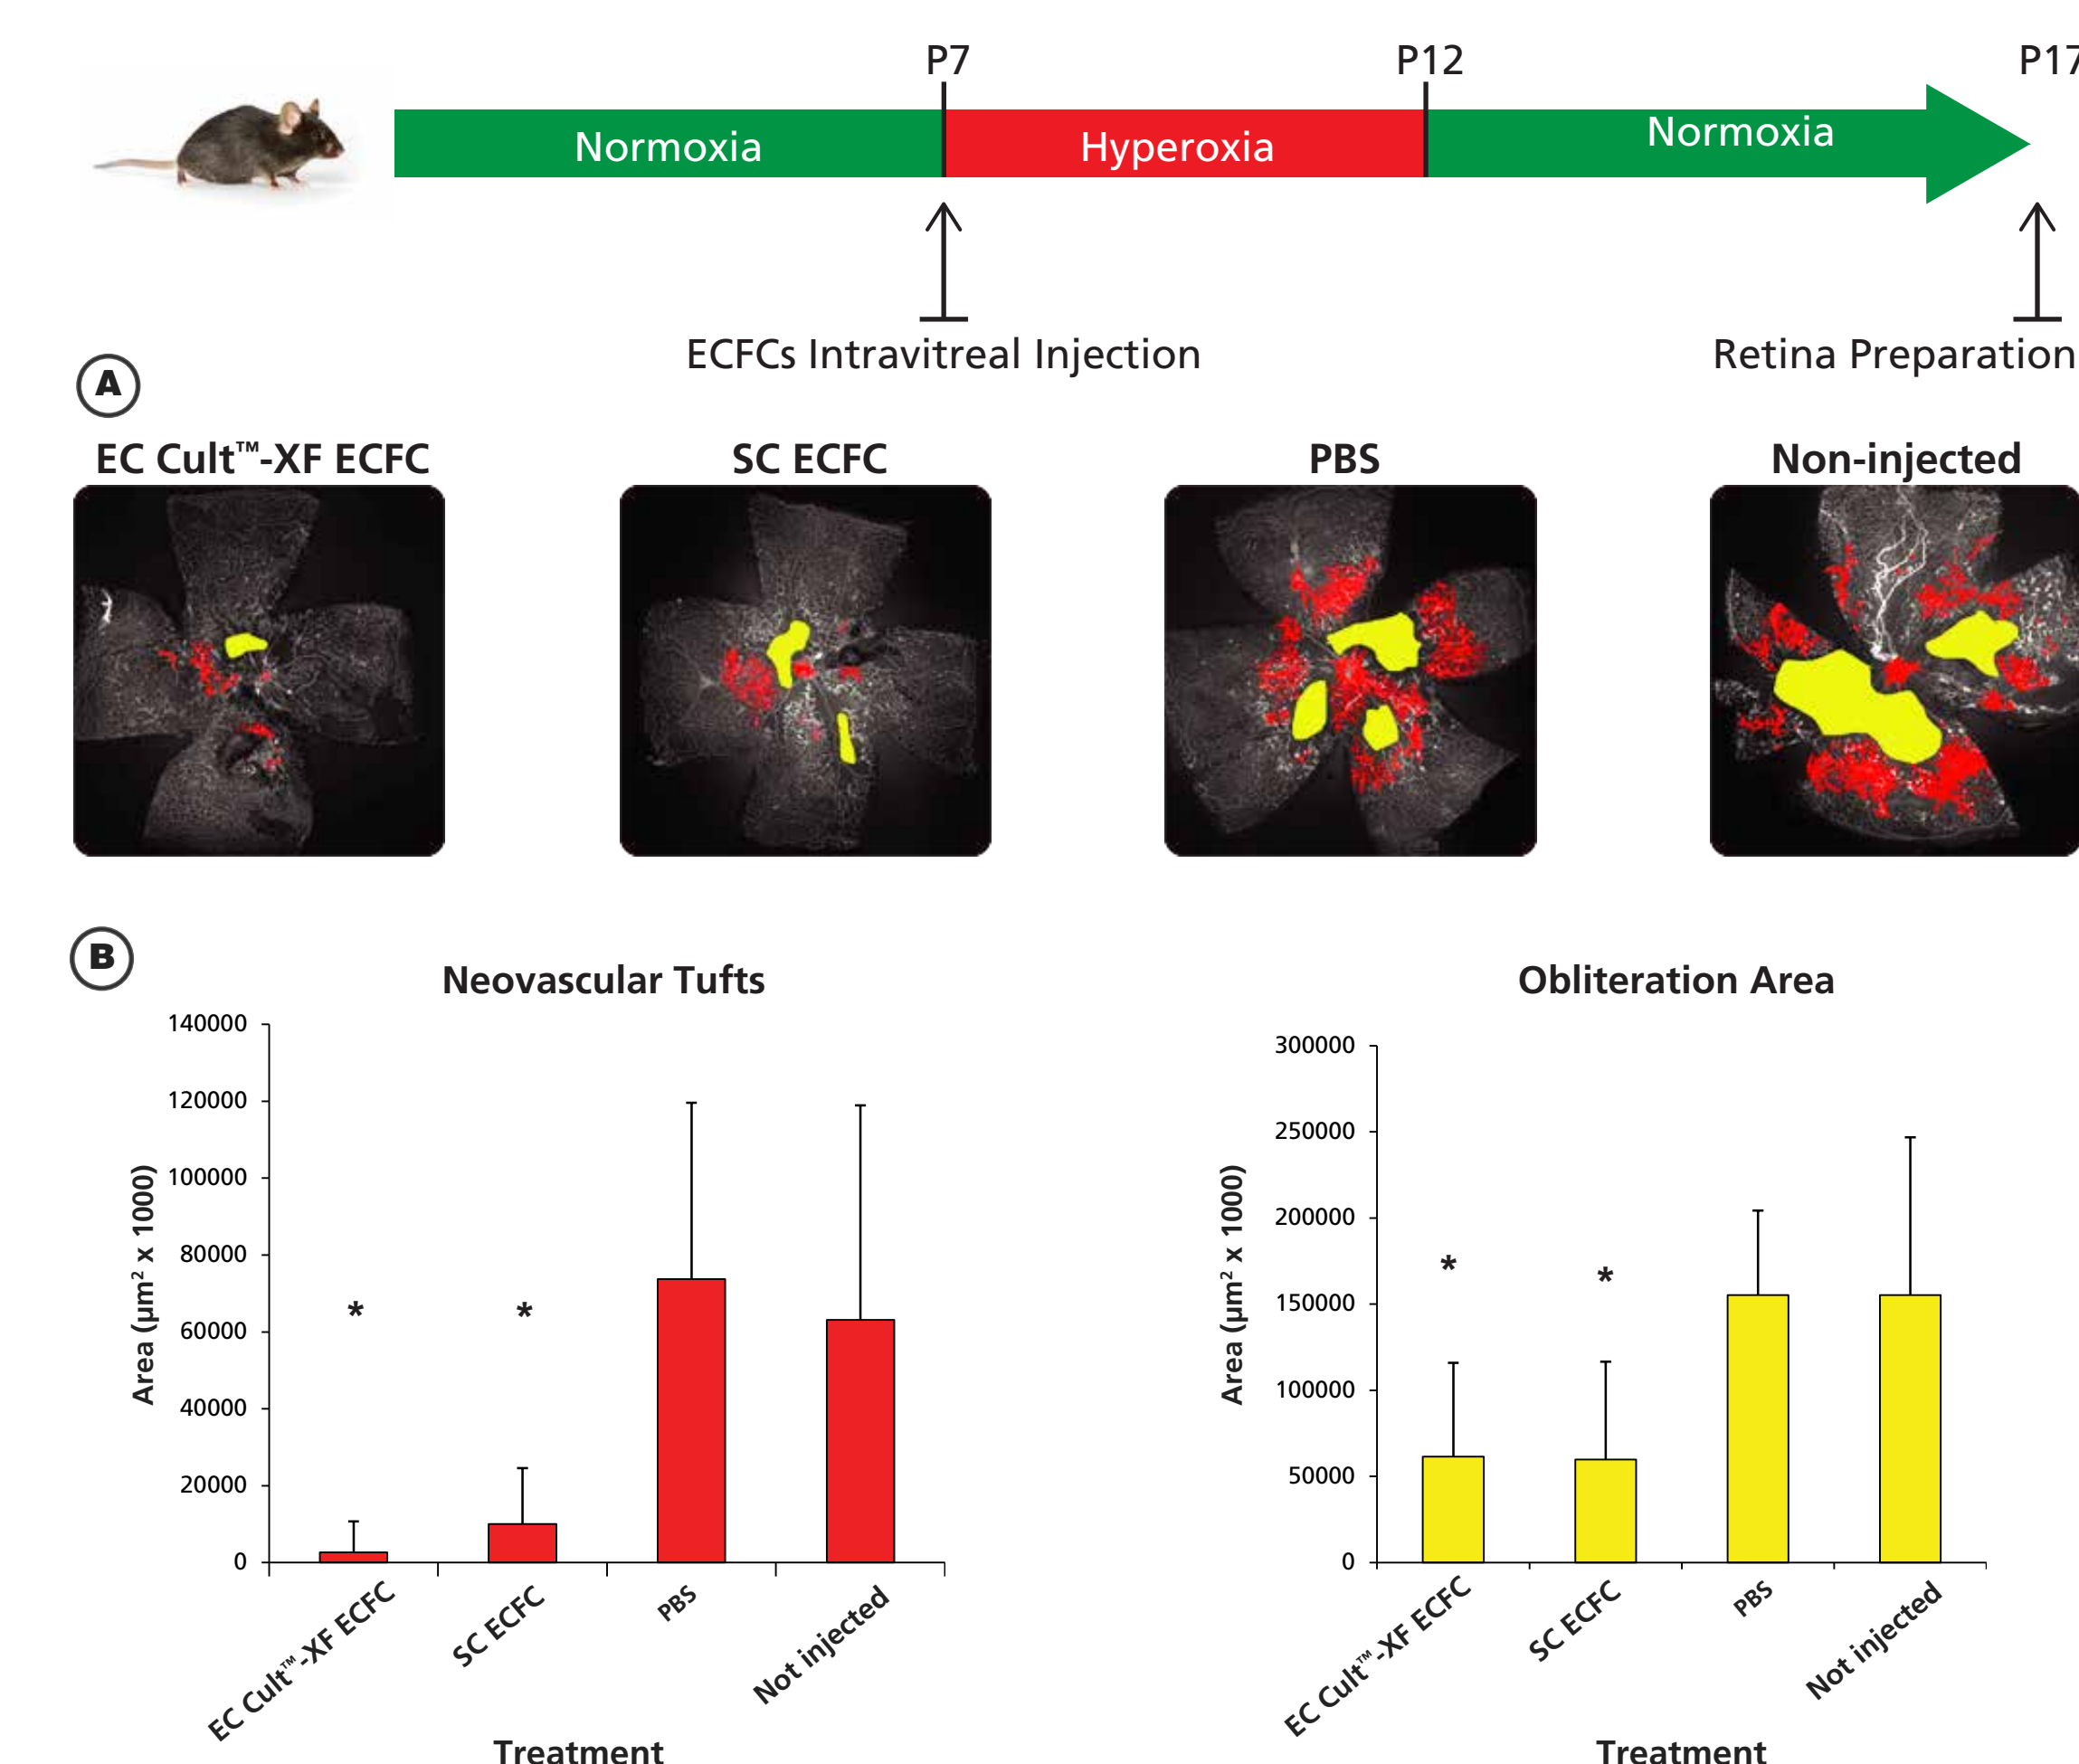 P7 P12 P17
Normoxia Hyperoxia Normoxia
ECFCs Intravitreal Injection Retina Preparation
A
EC Cult™-XF ECFC SC ECFC PBS Non-injected
B
Neovascular Tufts
Area (μm² x 1000)
140000
120000
100000
80000
60000
40000
20000
0
* *
EC Cult™-XF ECFC SC ECFC PBS Not injected
Treatment
Obliteration Area
Area (μm² x 1000)
300000
250000
200000
150000
100000
50000
0
* *
EC Cult™-XF ECFC SC ECFC PBS Not injected
Treatment